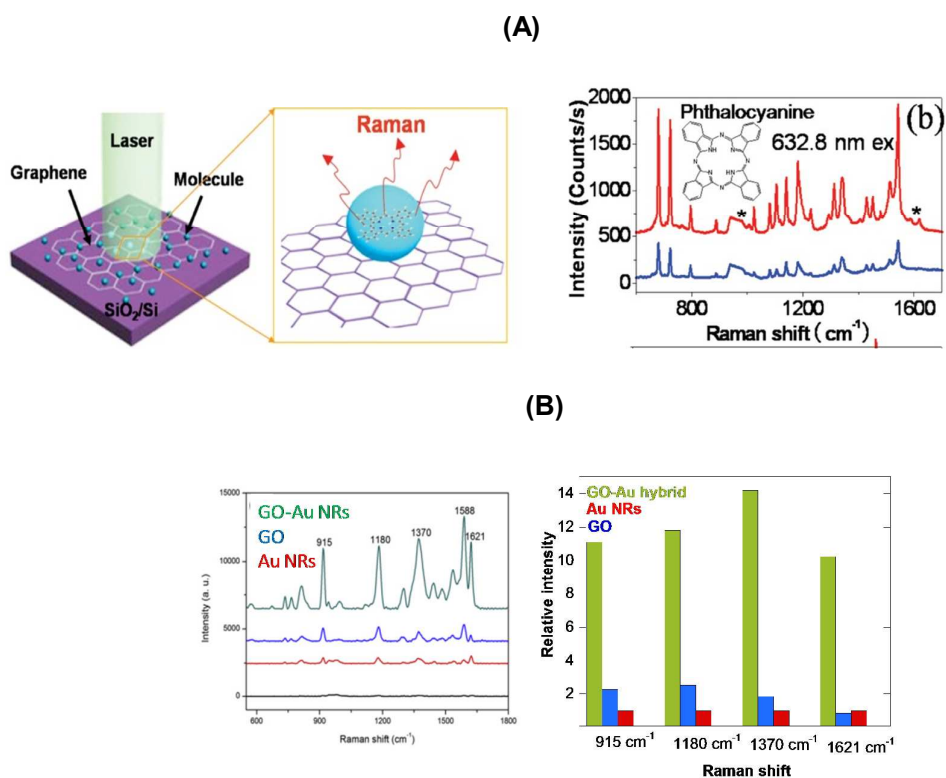 (A)
Laser
Graphene
Molecule
SiO2/Si
Raman
2000
1500
1000
500
0
Intensity (Counts/s)
Phthalocyanine
(b)
632.8 nm ex
N
NH
N
N
N
N
HN
N
*
*
800
1200
1600
Raman shift (cm-1)
(B)
15000
10000
5000
0
Intensity (a. u.)
GO-Au NRs
GO
Au NRs
915
1180
1370
1588
1621
600
900
1200
1500
1800
Raman shift (cm-1)
14
12
10
8
6
4
2
Relative intensity
GO-Au hybrid
Au NRs
GO
915 cm-1
1180 cm-1
1370 cm-1
1621 cm-1
Raman shift